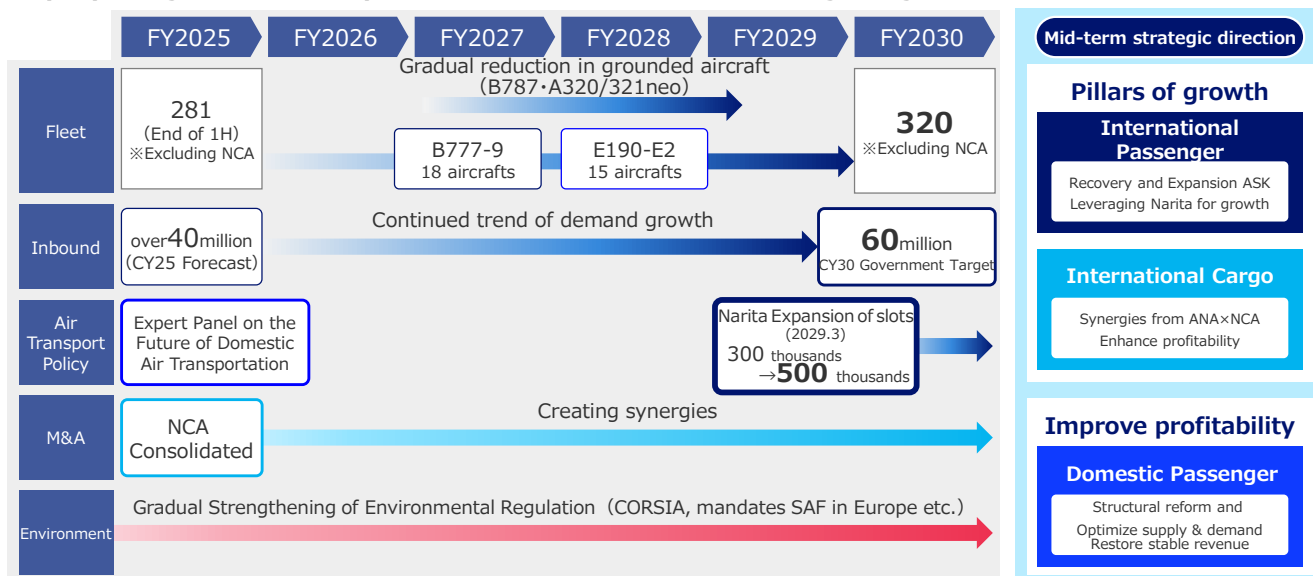 FY2025 FY2026 FY2027 FY2028 FY2029 FY2030
Fleet
281
(End of 1H)
※Excluding NCA
Gradual reduction in grounded aircraft
(B787･A320/321neo)
B777-9
18 aircrafts
E190-E2
15 aircrafts
320
※Excluding NCA
Inbound
over40million
(CY25 Forecast)
Continued trend of demand growth
60million
CY30 Government Target
Air
Transport
Policy
Expert Panel on the
Future of Domestic
Air Transportation
Narita Expansion of slots
(2029.3)
300 thousands
→500 thousands
M&A
NCA
Consolidated
Creating synergies
Environment
Gradual Strengthening of Environmental Regulation（CORSIA, mandates SAF in Europe etc.)
Mid-term strategic direction
Pillars of growth
International
Passenger
Recovery and Expansion ASK
Leveraging Narita for growth
International Cargo
Synergies from ANA×NCA
Enhance profitability
Improve profitability
Domestic Passenger
Structural reform and
Optimize supply & demand
Restore stable revenue